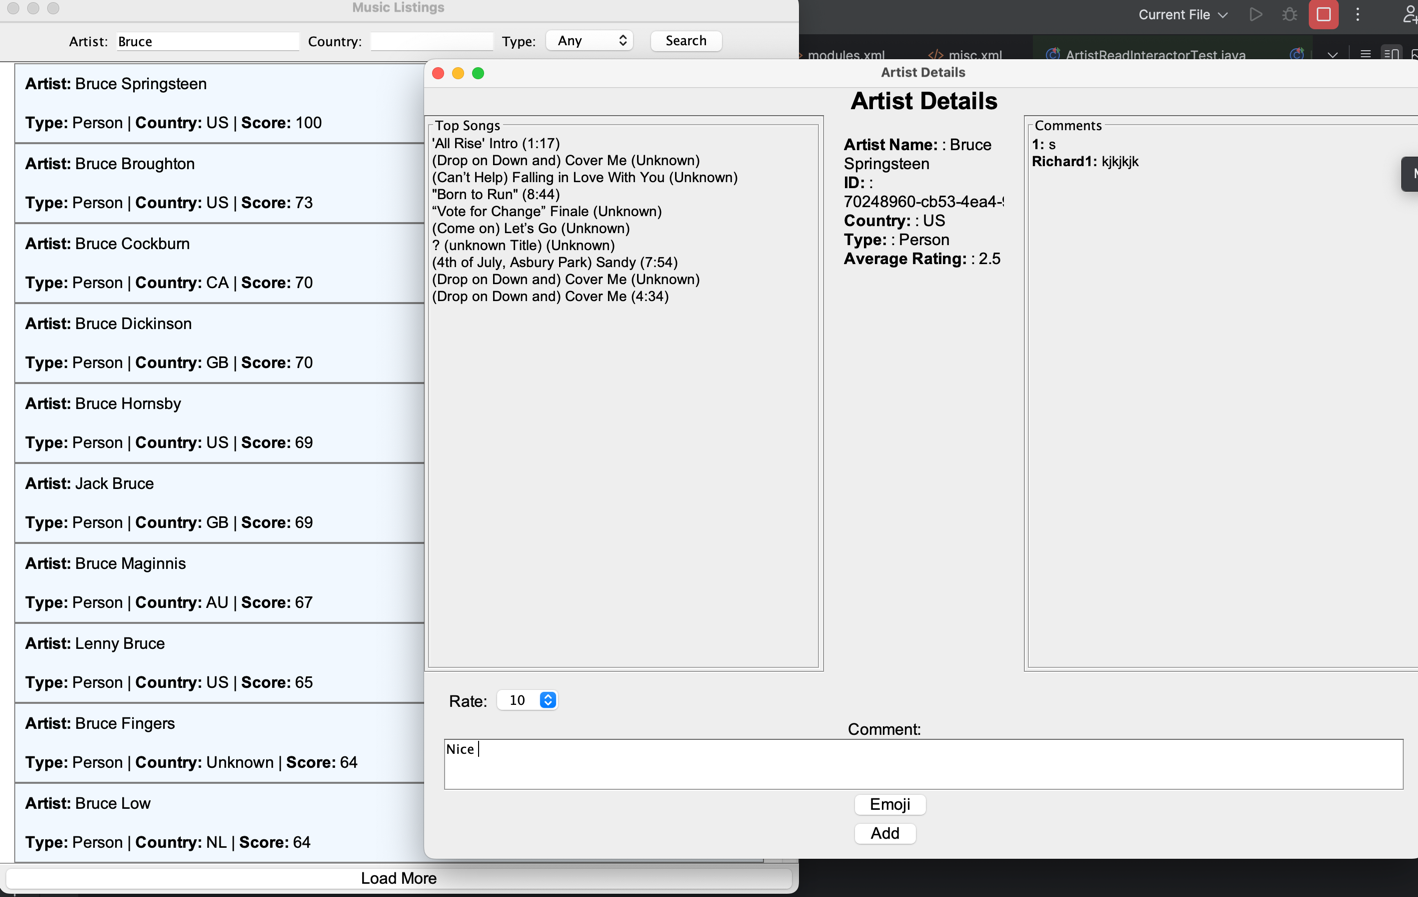 Music Listings
Artist: Bruce Country: Type: Any Search
Artist: Bruce Springsteen
Type: Person | Country: US | Score: 100
Artist: Bruce Broughton
Type: Person | Country: US | Score: 73
Artist: Bruce Cockburn
Type: Person | Country: CA | Score: 70
Artist: Bruce Dickinson
Type: Person | Country: GB | Score: 70
Artist: Bruce Hornsby
Type: Person | Country: US | Score: 69
Artist: Jack Bruce
Type: Person | Country: GB | Score: 69
Artist: Bruce Maginnis
Type: Person | Country: AU | Score: 67
Artist: Lenny Bruce
Type: Person | Country: US | Score: 65
Artist: Bruce Fingers
Type: Person | Country: Unknown | Score: 64
Artist: Bruce Low
Type: Person | Country: NL | Score: 64
Load More
Current File
modules.xml </> misc.xml ArtistReadInteractorTest.java
Artist Details
Artist Details
Top Songs
'All Rise' Intro (1:17)
(Drop on Down and) Cover Me (Unknown)
(Can’t Help) Falling in Love With You (Unknown)
"Born to Run" (8:44)
“Vote for Change” Finale (Unknown)
(Come on) Let’s Go (Unknown)
? (unknown Title) (Unknown)
(4th of July, Asbury Park) Sandy (7:54)
(Drop on Down and) Cover Me (Unknown)
(Drop on Down and) Cover Me (4:34)
Artist Name: : Bruce
Springsteen
ID: :
70248960-cb53-4ea4-
Country: : US
Type: : Person
Average Rating: : 2.5
Comments
1: s
Richard1: kjkjkjk
Rate: 10
Comment:
Nice
Emoji
Add